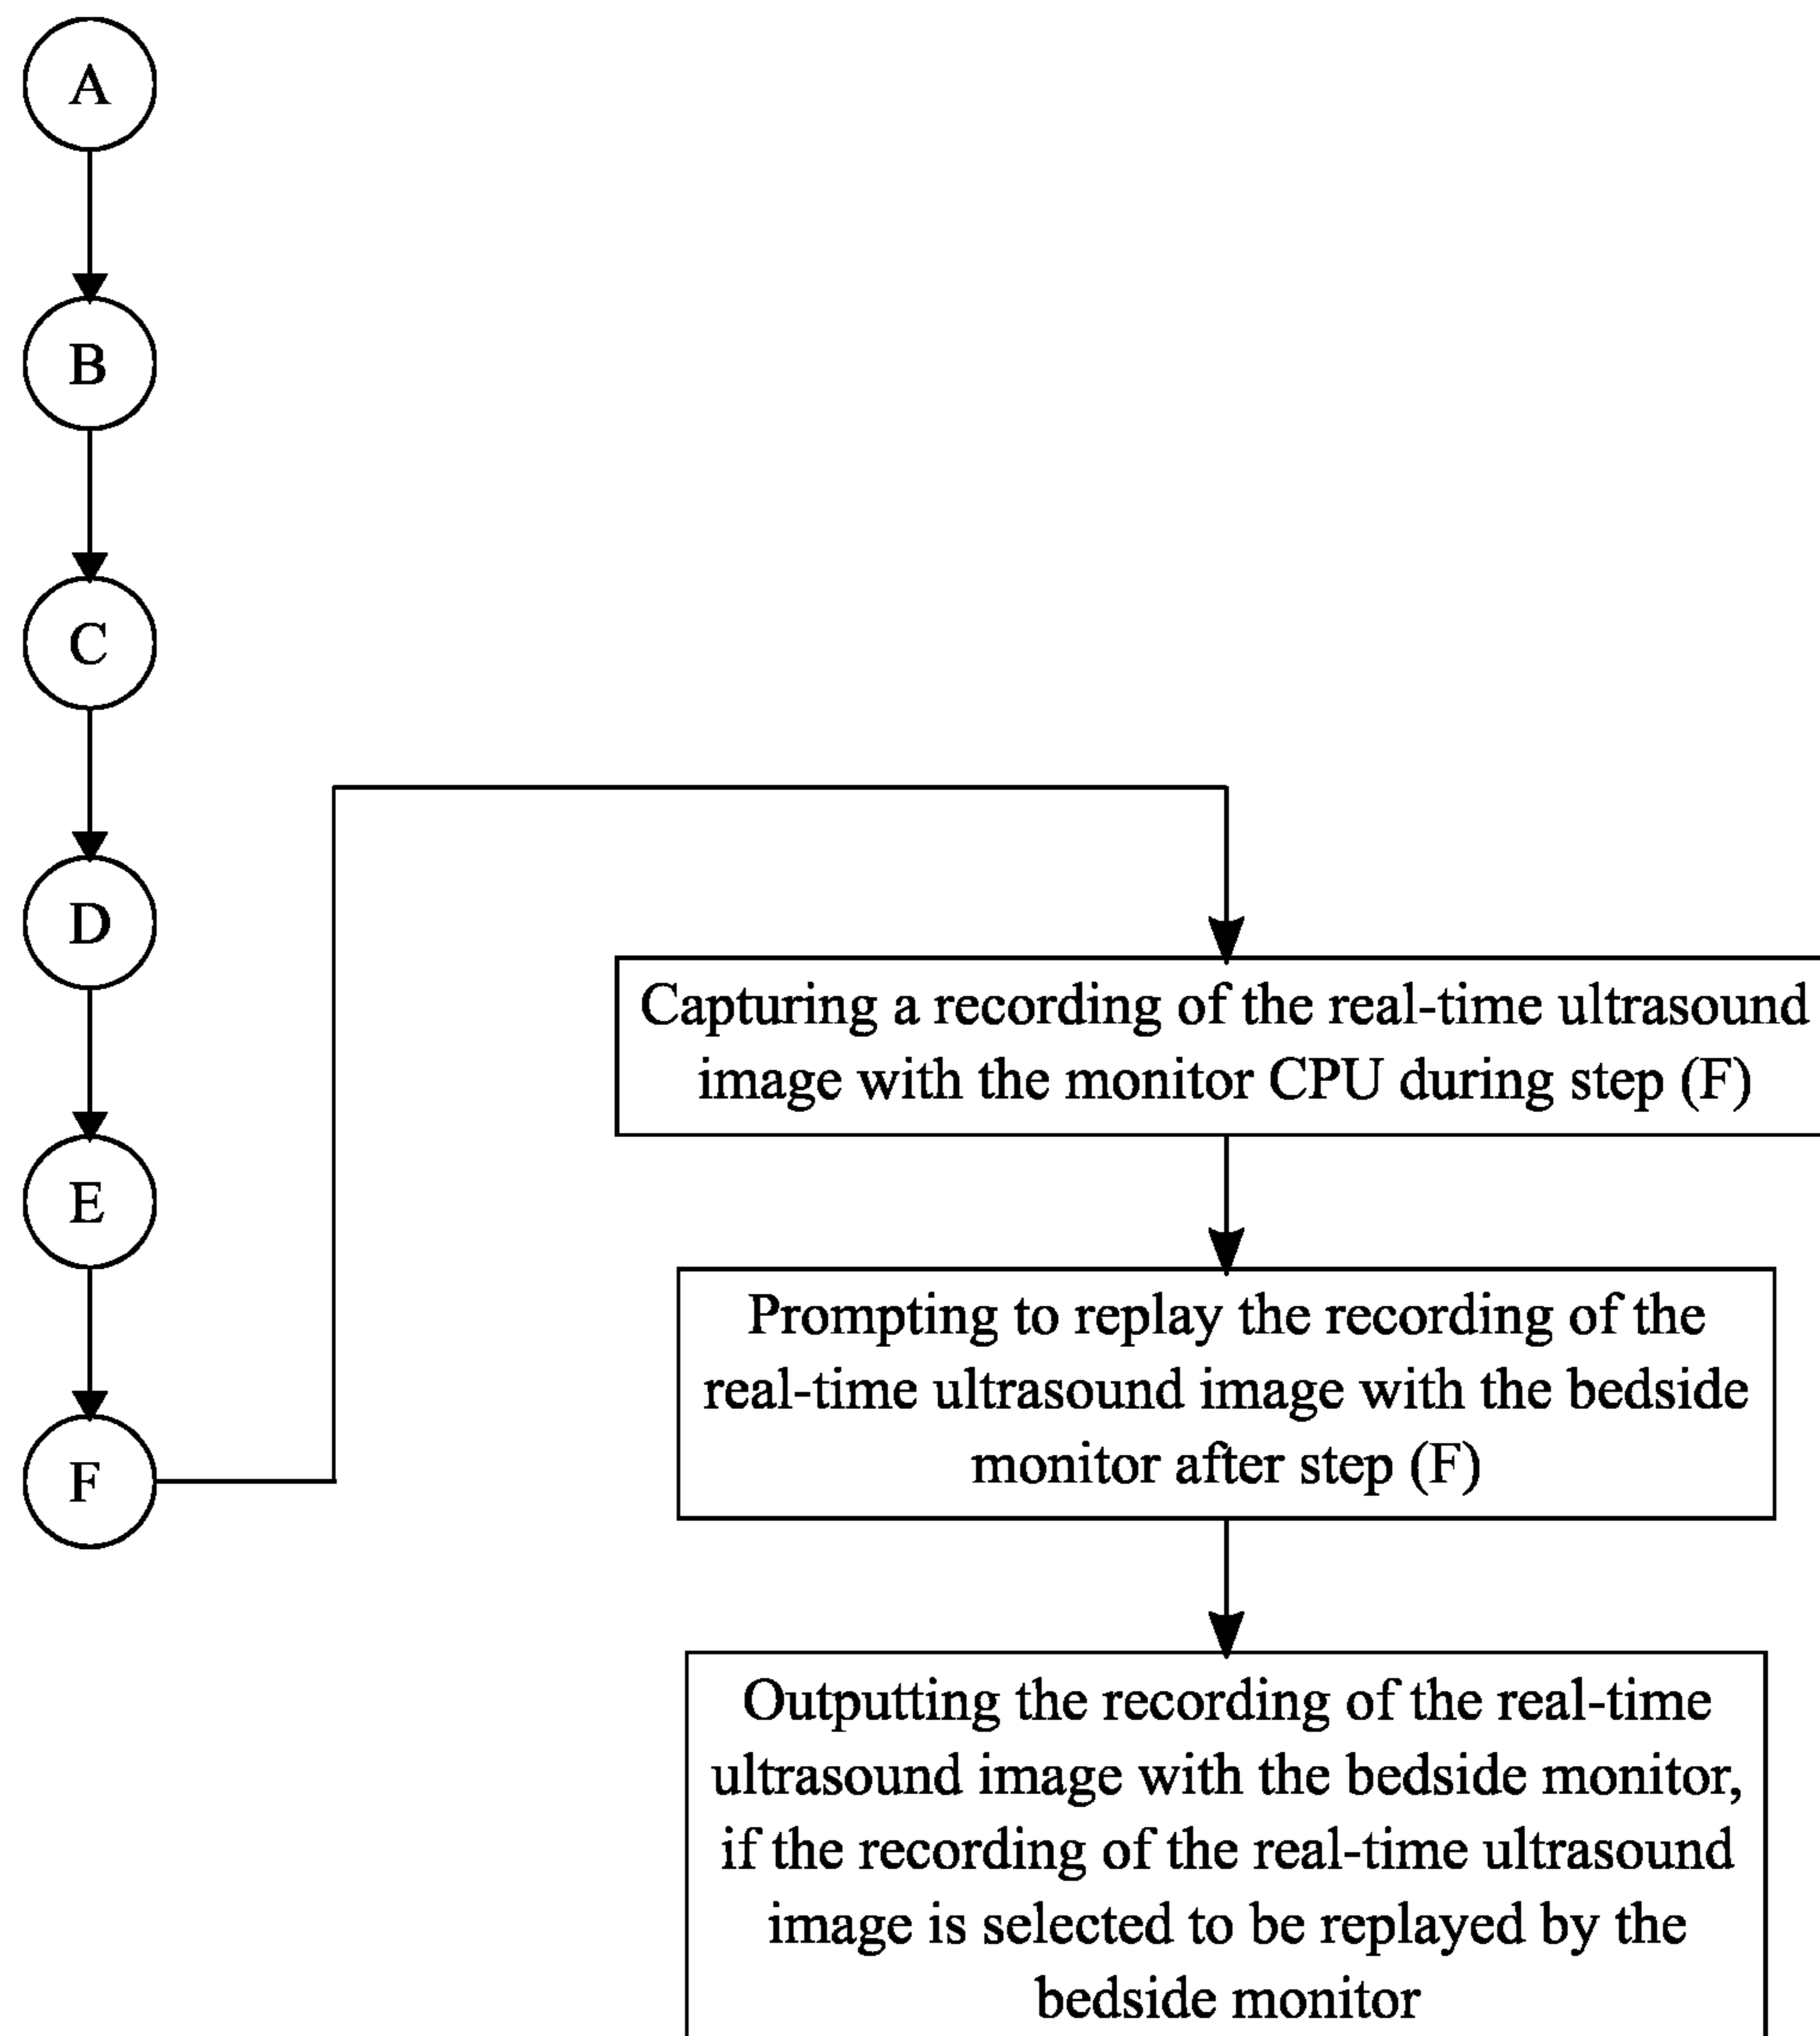 A
B
C
D
E
F
Capturing a recording of the real-time ultrasound
image with the monitor CPU during step (F)
Prompting to replay the recording of the
real-time ultrasound image with the bedside
monitor after step (F)
Outputting the recording of the real-time
ultrasound image with the bedside monitor,
if the recording of the real-time ultrasound
image is selected to be replayed by the
bedside monitor